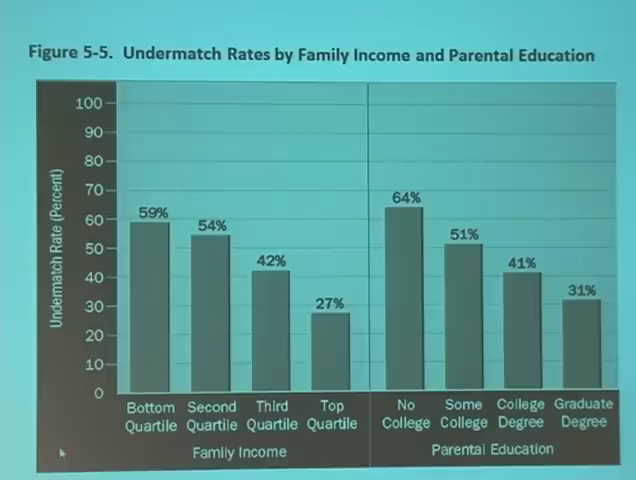 Figure 5-5. Undermatch Rates by Family Income and Parental Education
Undermatch Rate (Percent)
100
90
80
70
60
50
40
30
20
10
0
59%
54%
42%
27%
64%
51%
41%
31%
Bottom Quartile
Second Quartile
Third Quartile
Top Quartile
No College
Some College
College Degree
Graduate Degree
Family Income
Parental Education